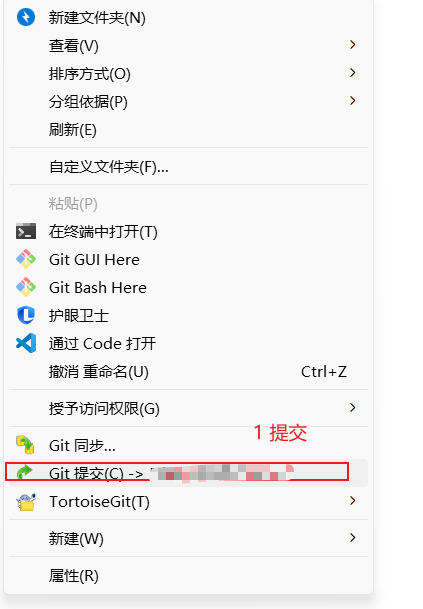 新建文件夹(N)
查看(V)
排序方式(O)
分组依据(P)
刷新(E)
自定义文件夹(F)...
粘贴(P)
在终端中打开(T)
Git GUI Here
Git Bash Here
护眼卫士
通过 Code 打开
撤消 重命名(U) Ctrl+Z
授予访问权限(G)
1 提交
Git 同步...
Git 提交(C) ->
TortoiseGit(T)
新建(W)
属性(R)